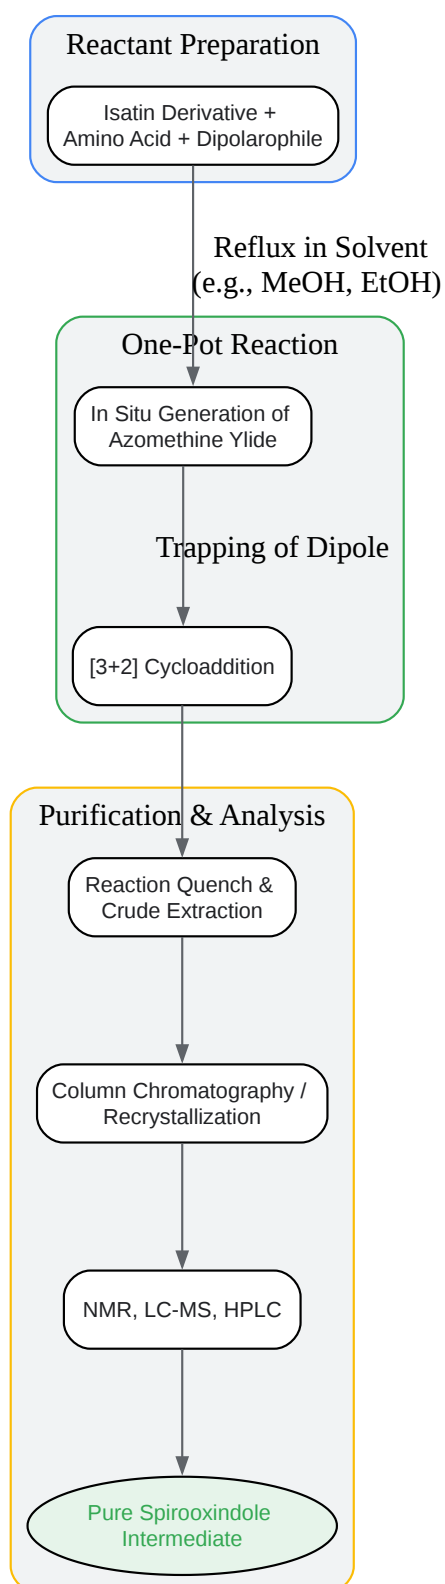 Reactant Preparation
Isatin Derivative +
Amino Acid + Dipolarophile
Reflux in Solvent
(e.g., MeOH, EtOH)
One-Pot Reaction
In Situ Generation of
Azomethine Ylide
Trapping of Dipole
[3+2] Cycloaddition
Purification & Analysis
Reaction Quench &
Crude Extraction
Column Chromatography /
Recrystallization
NMR, LC-MS, HPLC
Pure Spirooxindole
Intermediate